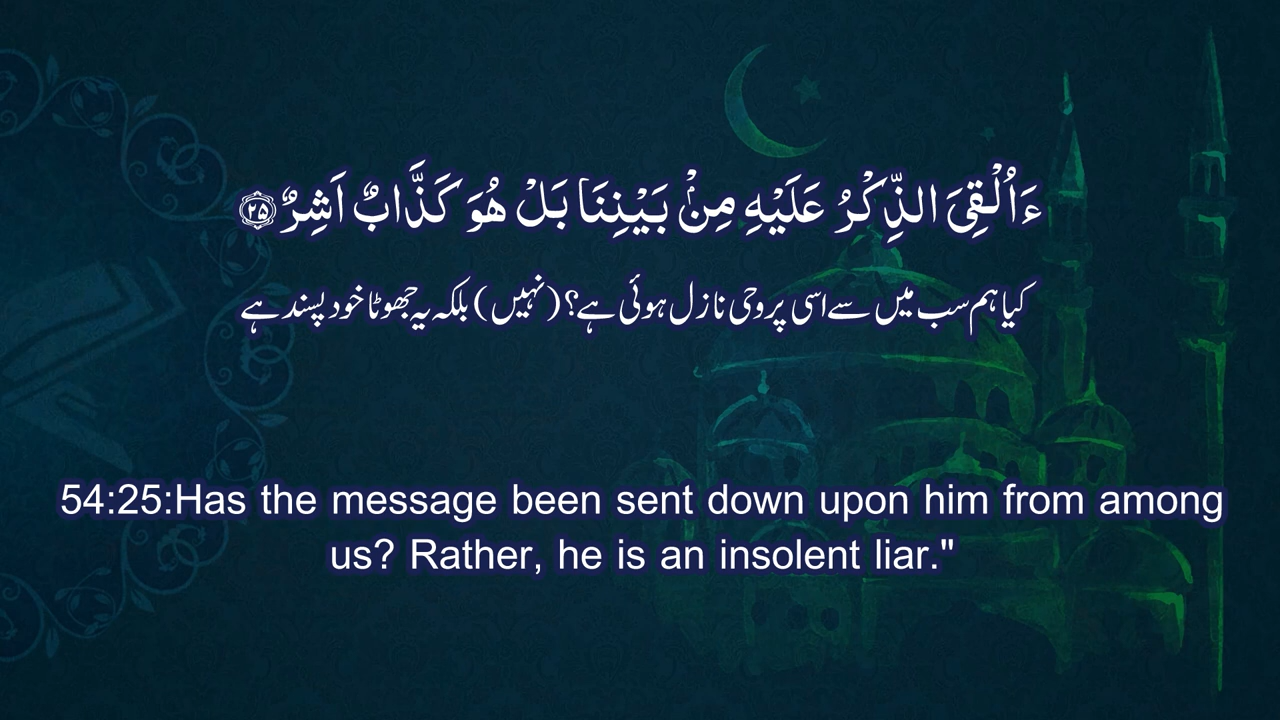 ءَاُلْقِیَ الذِّكْرُ عَلَیْهِ مِنْۢ بَیْنِنَا بَلْ هُوَ كَذَّابٌ اَشِرٌ ﴿۲۵﴾
کیا ہم سب میں سے اسی پر وحی نازل ہوئی ہے؟ (نہیں) بلکہ یہ جھوٹا خود پسند ہے
54:25:Has the message been sent down upon him from among
us? Rather, he is an insolent liar."